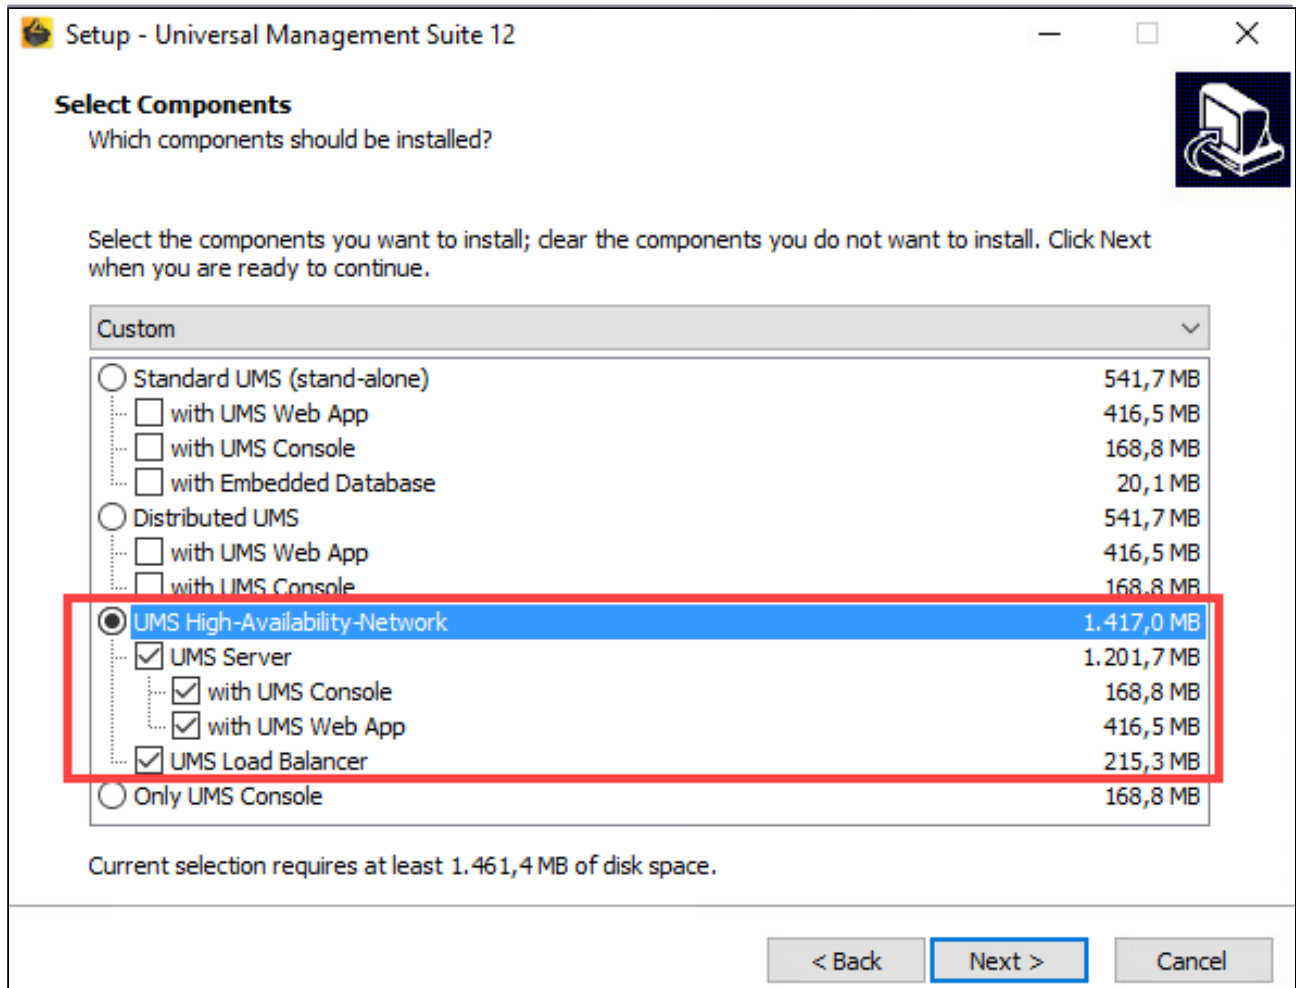 Setup - Universal Management Suite 12
Select Components
Which components should be installed?
Select the components you want to install; clear the components you do not want to install. Click Next
when you are ready to continue.
Custom
Standard UMS (stand-alone) 541,7 MB
with UMS Web App 416,5 MB
with UMS Console 168,8 MB
with Embedded Database 20,1 MB
Distributed UMS 541,7 MB
with UMS Web App 416,5 MB
with UMS Console 168,8 MB
UMS High-Availability-Network 1.417,0 MB
UMS Server 1.201,7 MB
with UMS Console 168,8 MB
with UMS Web App 416,5 MB
UMS Load Balancer 215,3 MB
Only UMS Console 168,8 MB
Current selection requires at least 1.461,4 MB of disk space.
< Back Next > Cancel